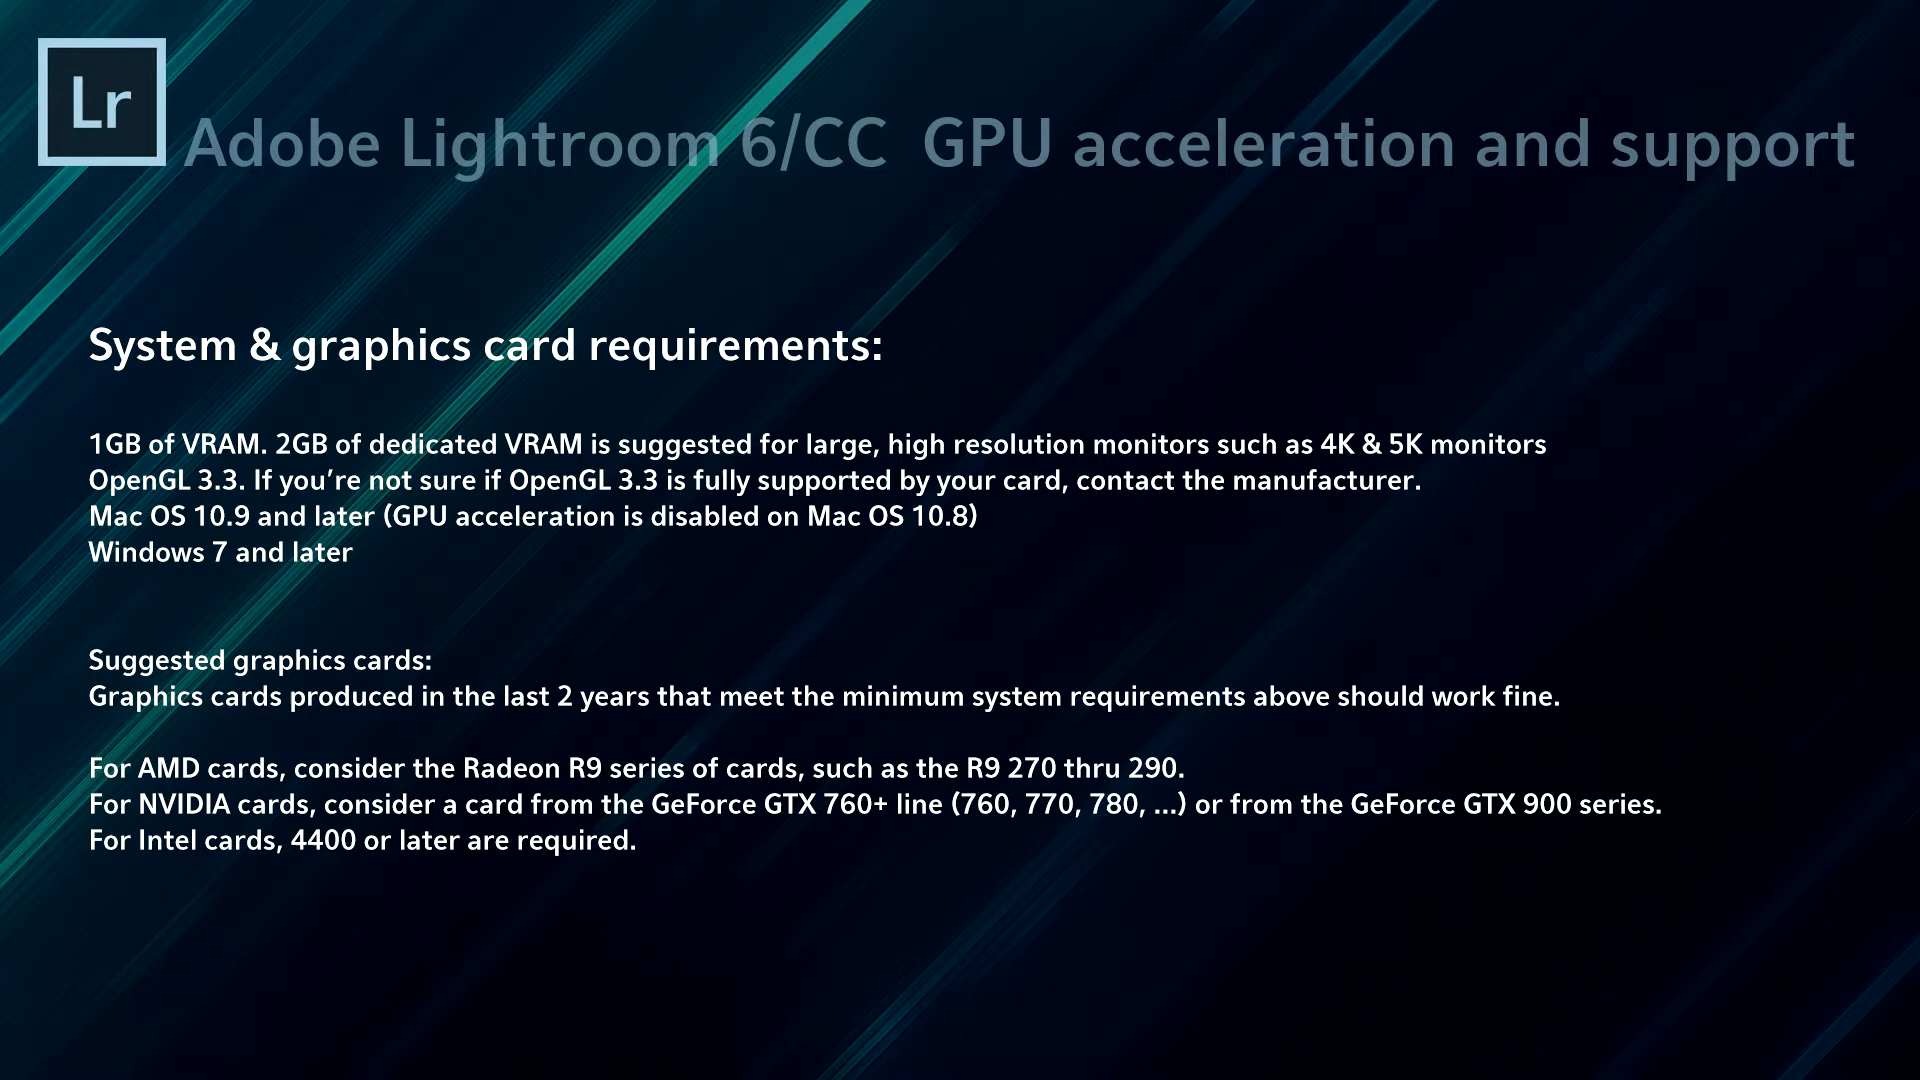 Lr
Adobe Lightroom 6/CC  GPU acceleration and support
System & graphics card requirements:
1GB of VRAM. 2GB of dedicated VRAM is suggested for large, high resolution monitors such as 4K & 5K monitors
OpenGL 3.3. If you’re not sure if OpenGL 3.3 is fully supported by your card, contact the manufacturer.
Mac OS 10.9 and later (GPU acceleration is disabled on Mac OS 10.8)
Windows 7 and later
Suggested graphics cards:
Graphics cards produced in the last 2 years that meet the minimum system requirements above should work fine.
For AMD cards, consider the Radeon R9 series of cards, such as the R9 270 thru 290.
For NVIDIA cards, consider a card from the GeForce GTX 760+ line (760, 770, 780, ...) or from the GeForce GTX 900 series.
For Intel cards, 4400 or later are required.